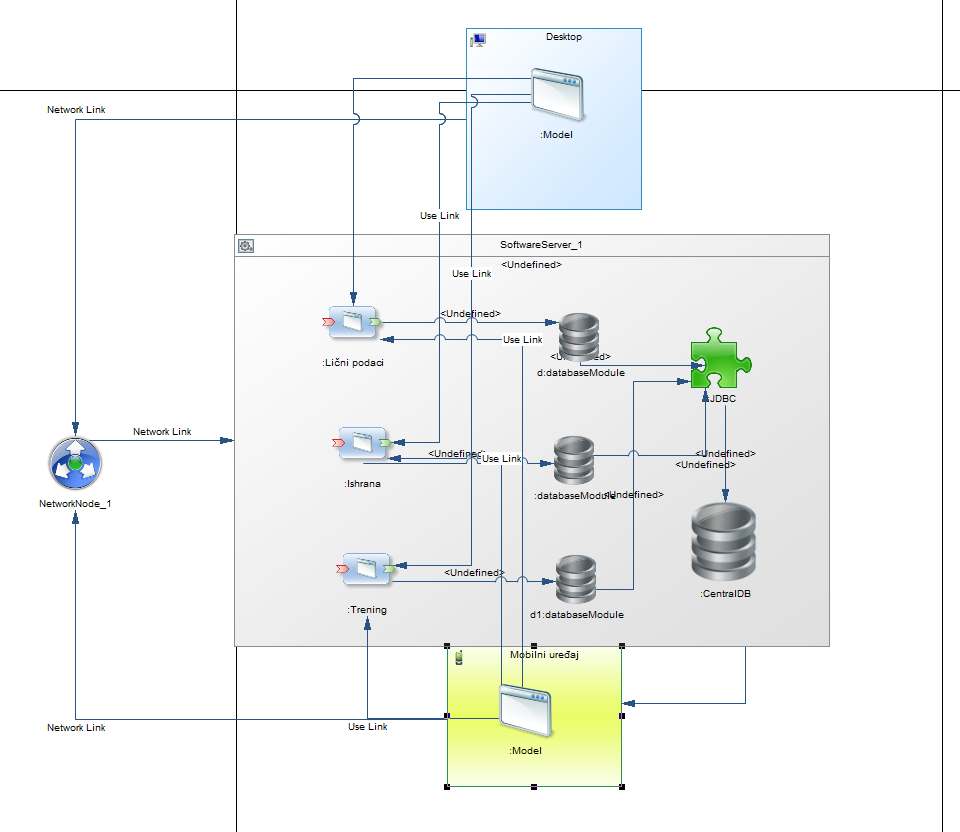 Desktop
Network Link
:Model
Use Link
SoftwareServer_1
<Undefined>
Use Link
<Undefined>
Use Link
:Lični podaci
d:databaseModule
:JDBC
Network Link
<Undefined>
Use Link
<Undefined>
<Undefined>
:Ishrana
:databaseModule
<Undefined>
NetworkNode_1
<Undefined>
:CentralDB
:Trening
d1:databaseModule
Mobilni uređaj
Network Link
Use Link
:Model